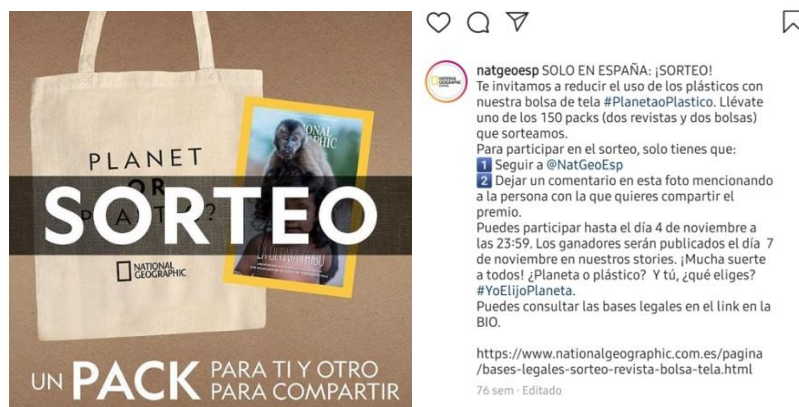 PLANET
OR
PLASTIC?
SORTEO
NATIONAL
GEOGRAPHIC
NATIONAL
GEOGRAPHIC
LA ÚLTIMA TRIBU
UN PACK PARA TI Y OTRO
PARA COMPARTIR
natgeoesp SOLO EN ESPAÑA: ¡SORTEO!
Te invitamos a reducir el uso de los plásticos con
nuestra bolsa de tela #PlanetaoPlastico. Llévate
uno de los 150 packs (dos revistas y dos bolsas)
que sorteamos.
Para participar en el sorteo, solo tienes que:
1 Seguir a @NatGeoEsp
2 Dejar un comentario en esta foto mencionando
a la persona con la que quieres compartir el
premio.
Puedes participar hasta el día 4 de noviembre a
las 23:59. Los ganadores serán publicados el día 7
de noviembre en nuestros stories. ¡Mucha suerte
a todos! ¿Planeta o plástico? Y tú, ¿qué eliges?
#YoElijoPlaneta.
Puedes consultar las bases legales en el link en la
BIO.
https://www.nationalgeographic.com.es/pagina
/bases-legales-sorteo-revista-bolsa-tela.html
76 sem · Editado